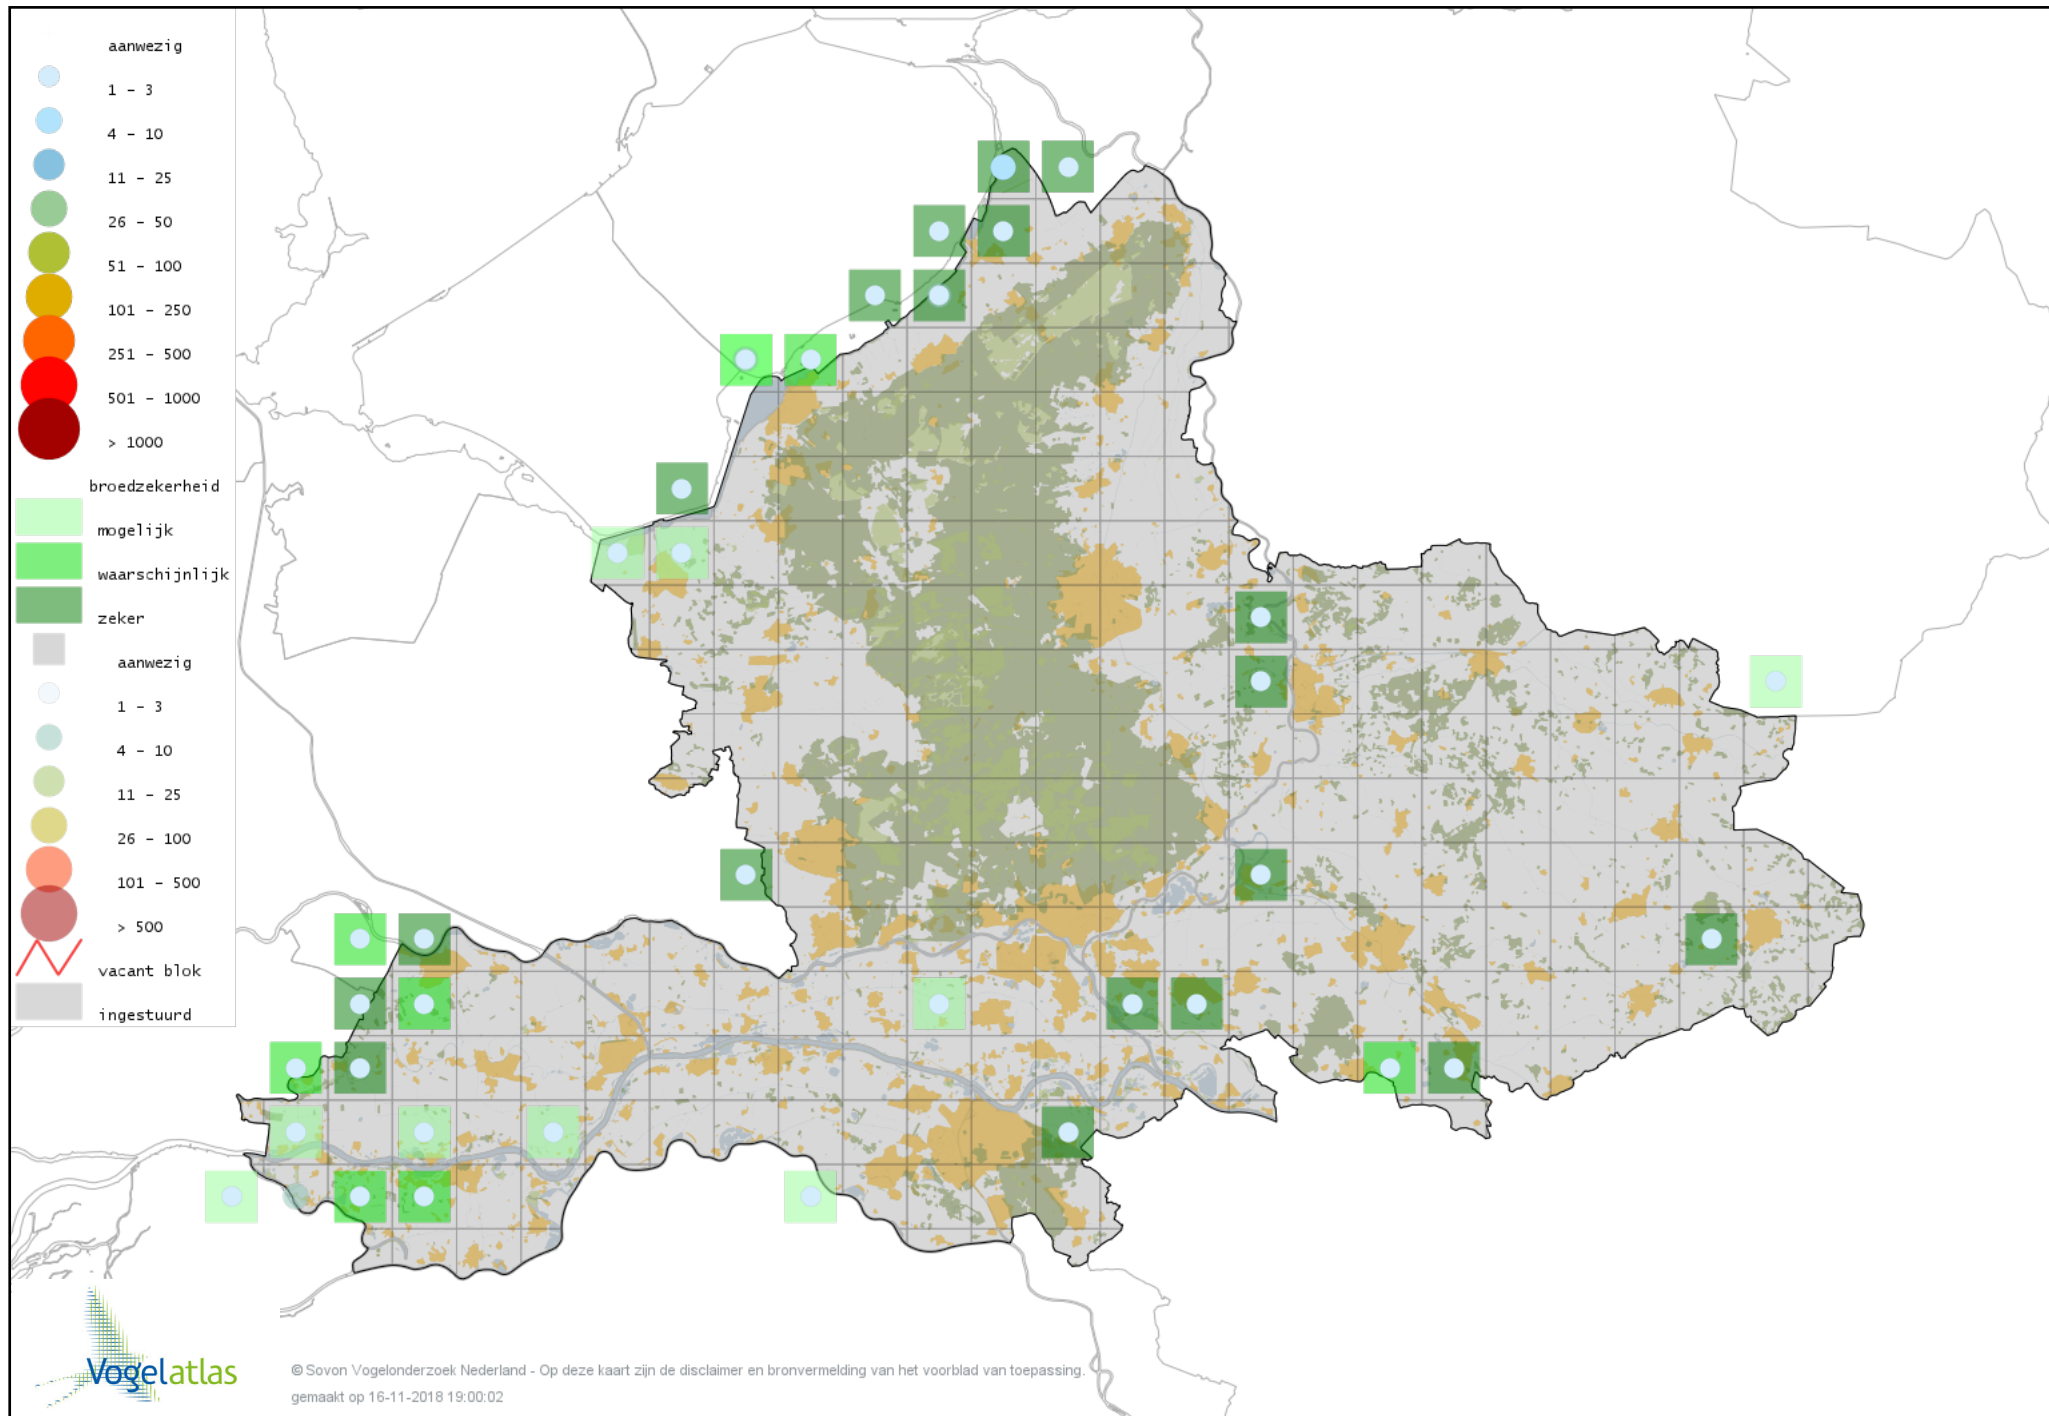 aanwezig
1 - 3
4 - 10
11 - 25
26 - 50
51 - 100
101 - 250
251 - 500
501 - 1000
> 1000
broedzekerheid
mogelijk
waarschijnlijk
zeker
aanwezig
1 - 3
4 - 10
11 - 25
26 - 100
101 - 500
> 500
vacant blok
ingestuurd
Vogelatlas
© Sovon Vogelonderzoek Nederland - Op deze kaart zijn de disclaimer en bronvermelding van het voorblad van toepassing.
gemaakt op 16-11-2018 19:00:02